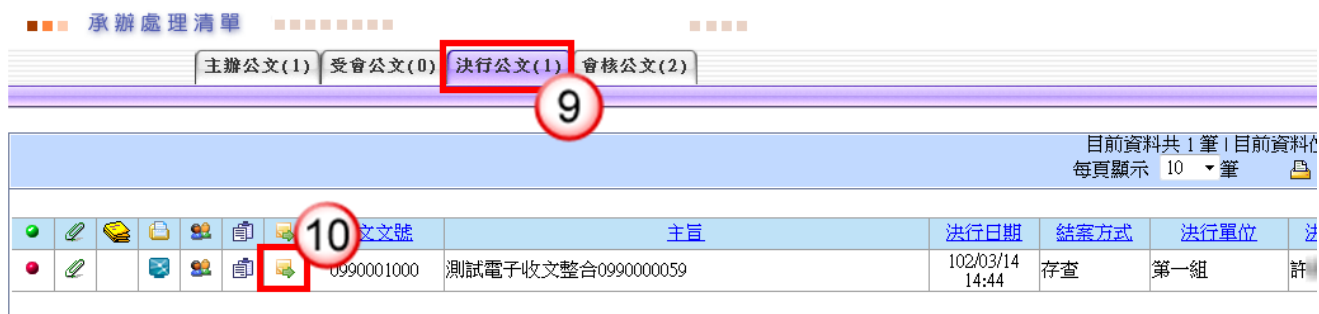 承辦處理清單
主辦公文(1) 受會公文(0) 決行公文(1) 會核公文(2)
9
目前資料共 1 筆 | 目前資料
每頁顯示 10 筆
10
文號 主旨 決行日期 結案方式 決行單位
0990001000 測試電子收文整合0990000059 102/03/14 存查 第一組 許
14:44